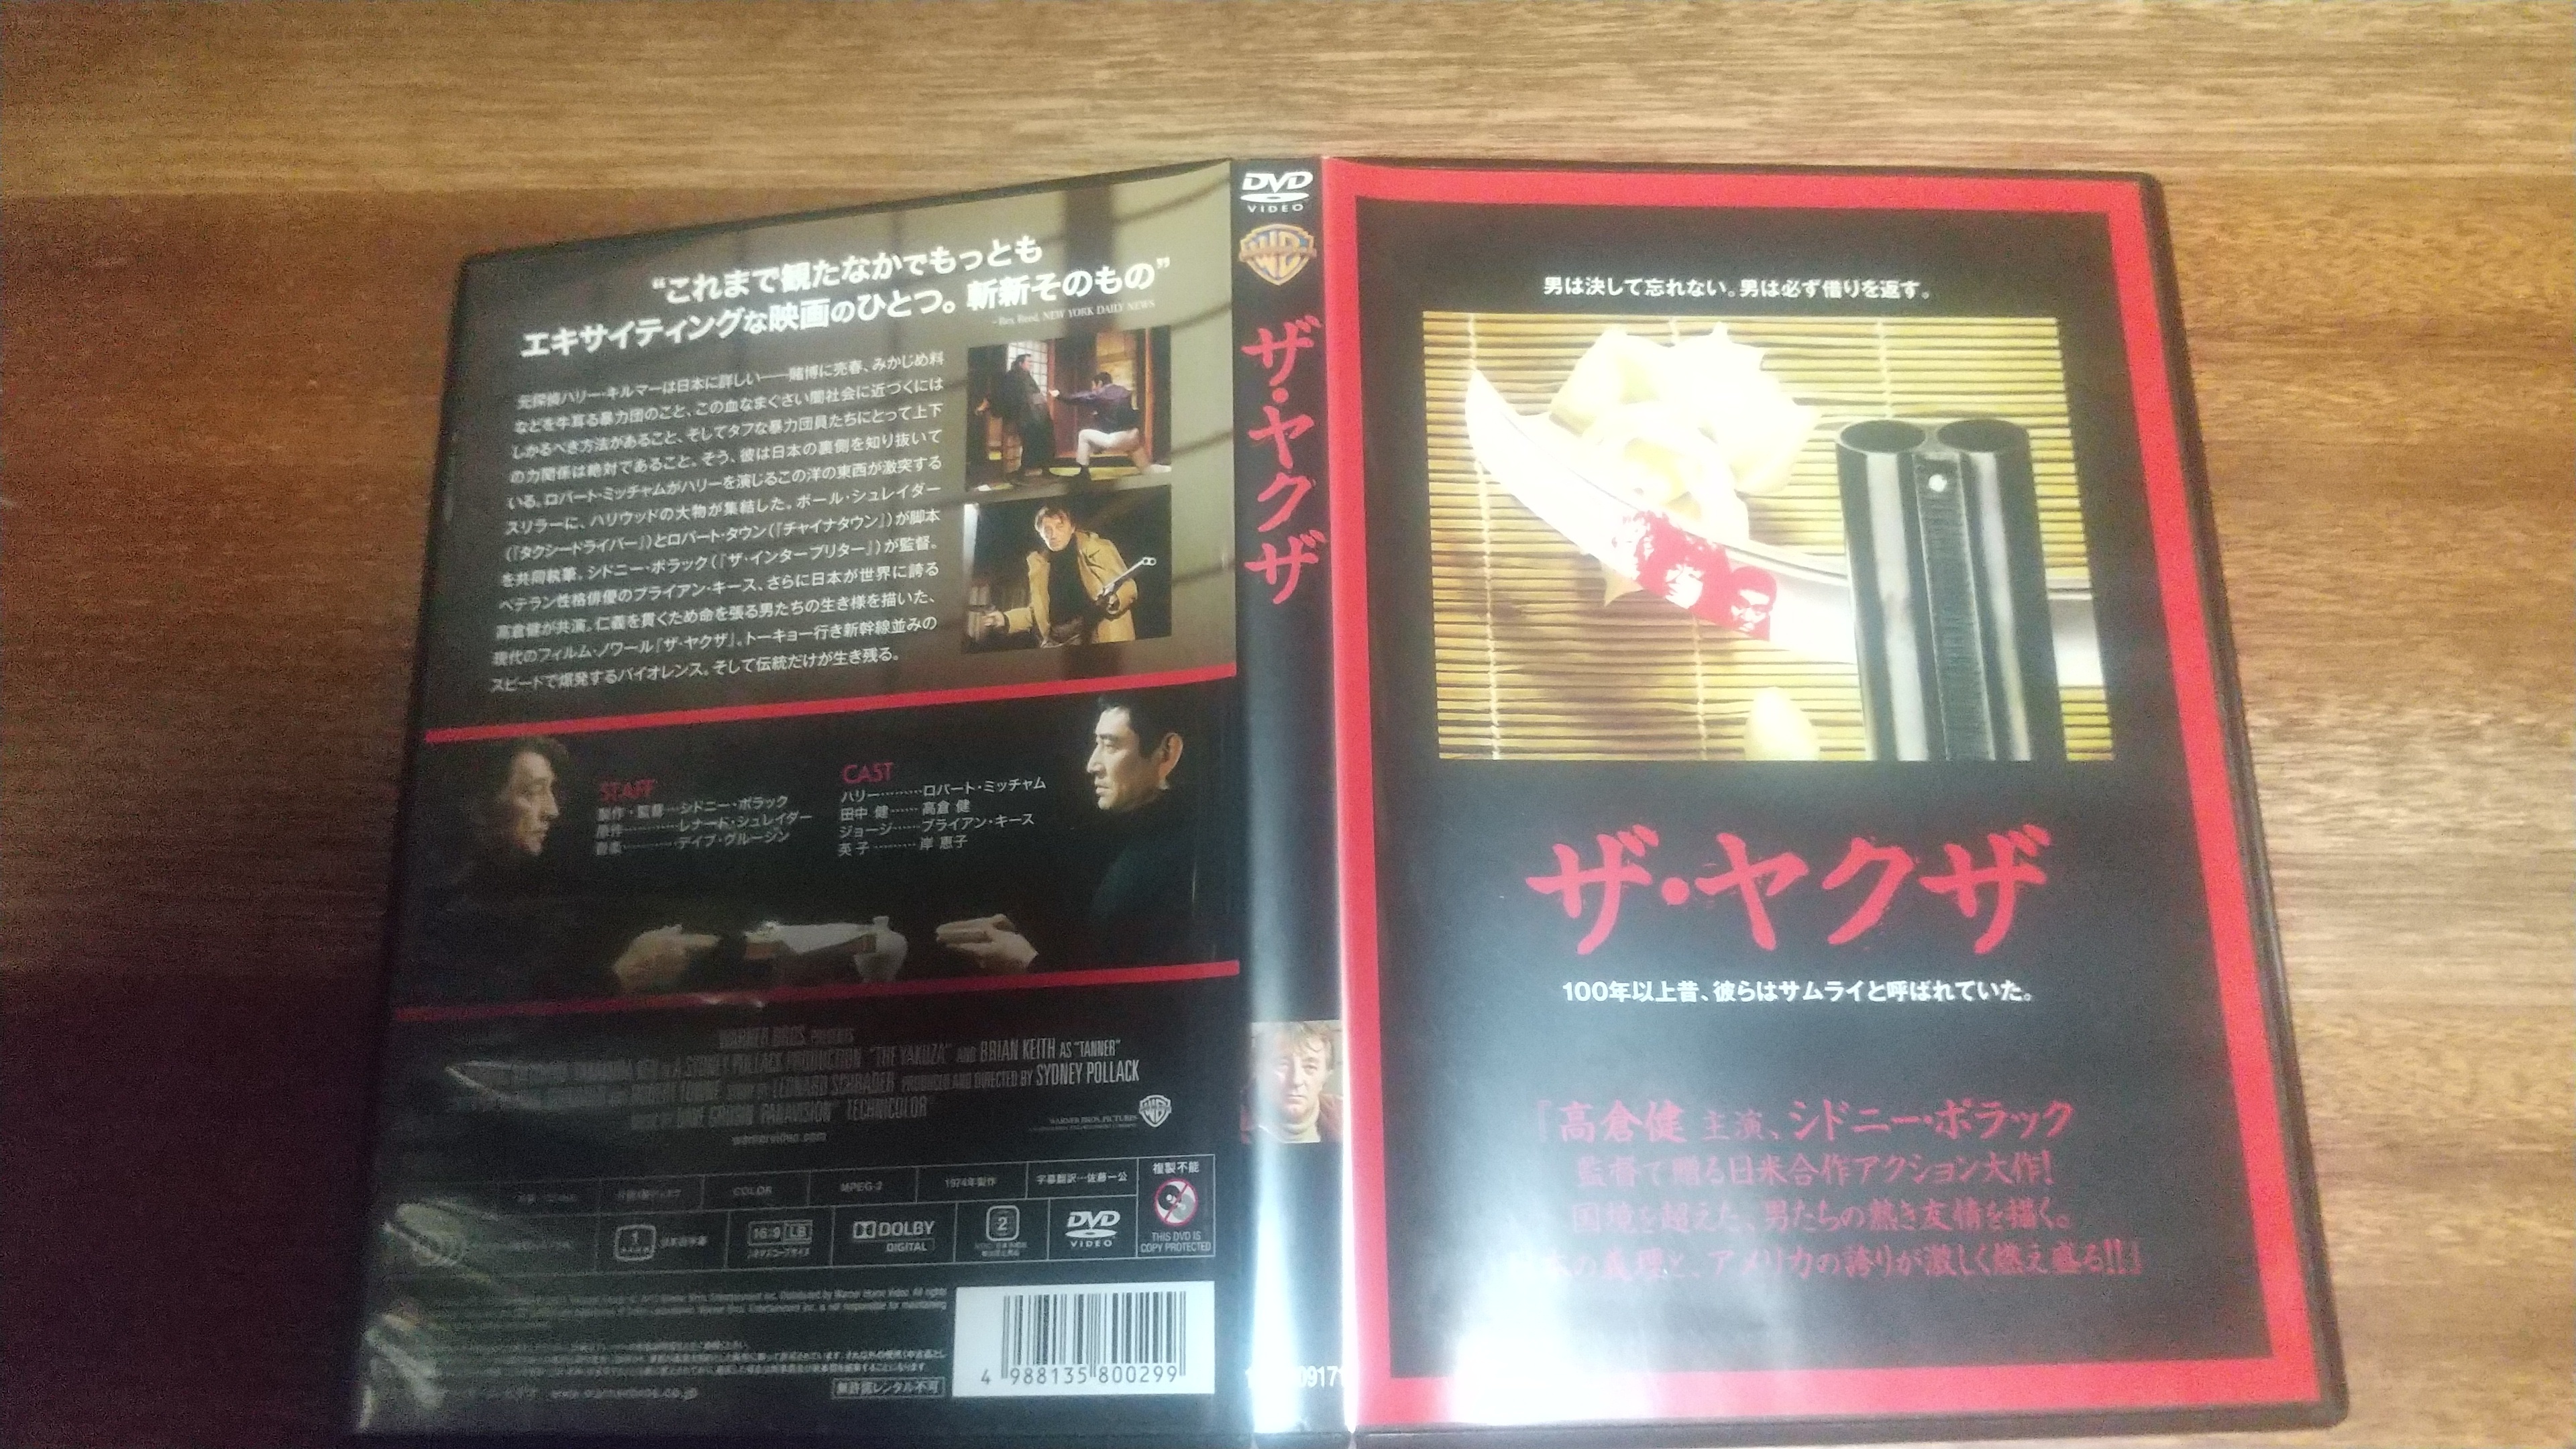 “これまで観たなかでもっとも
エキサイティングな映画のひとつ。斬新そのもの”
–Rex Reed, NEW YORK DAILY NEWS
元探偵ハリー・キルマーは日本に詳しい──賭博に売春、みかじめ料
などを牛耳る暴力団のこと、この血なまぐさい闇社会に近づくには
しかるべき方法があること、そしてタフな暴力団員たちにとって上下
の力関係は絶対であること。そう、彼は日本の裏側を知り抜いて
いる。ロバート・ミッチャムがハリーを演じるこの洋の東西が激突する
スリラーに、ハリウッドの大物が集結した。ポール・シュレイダー
(『タクシードライバー』)とロバート・タウン(『チャイナタウン』)が脚本
を共同執筆。シドニー・ポラック(『ザ・インタープリター』)が監督。
ベテラン性格俳優のブライアン・キース、さらに日本が世界に誇る
高倉健が共演。仁義を貫くため命を張る男たちの生き様を描いた、
現代のフィルム・ノワール『ザ・ヤクザ』。トーキョー行き新幹線並みの
スピードで爆発するバイオレンス。そして伝統だけが生き残る。
STAFF
製作・監督…シドニー・ポラック
原作………レナード・シュレイダー
音楽………デイブ・グルーシン
CAST
ハリー………ロバート・ミッチャム
田中 健……高倉 健
ジョージ……ブライアン・キース
英子………岸 恵子
WARNER BROS. PRESENTS
A SYDNEY POLLACK PRODUCTION "THE YAKUZA" AND BRIAN KEITH AS "TANNER"
LEONARD SCHRADER PRODUCED AND DIRECTED BY SYDNEY POLLACK
MUSIC BY DAVE GRUSIN PANAVISION® TECHNICOLOR®
warnervideo.com
WARNER BROS. PICTURES
WB
COLOR
MPEG-2
1974年製作
字幕翻訳…佐藤一公
複製不能
1
日本語字幕
16:9 LB
DOLBY
DIGITAL
2
DVD
VIDEO
THIS DVD IS
COPY PROTECTED
無許諾レンタル不可
www.warnerbros.co.jp
4 988135 800299
DVD
VIDEO
WB
ザ・ヤクザ
男は決して忘れない。男は必ず借りを返す。
ザ・ヤクザ
100年以上昔、彼らはサムライと呼ばれていた。
『高倉健 主演、シドニー・ポラック
監督で贈る日米合作アクション大作!
国境を超えた、男たちの熱き友情を描く。
本の義理と、アメリカの誇りが激しく燃え盛る!!』